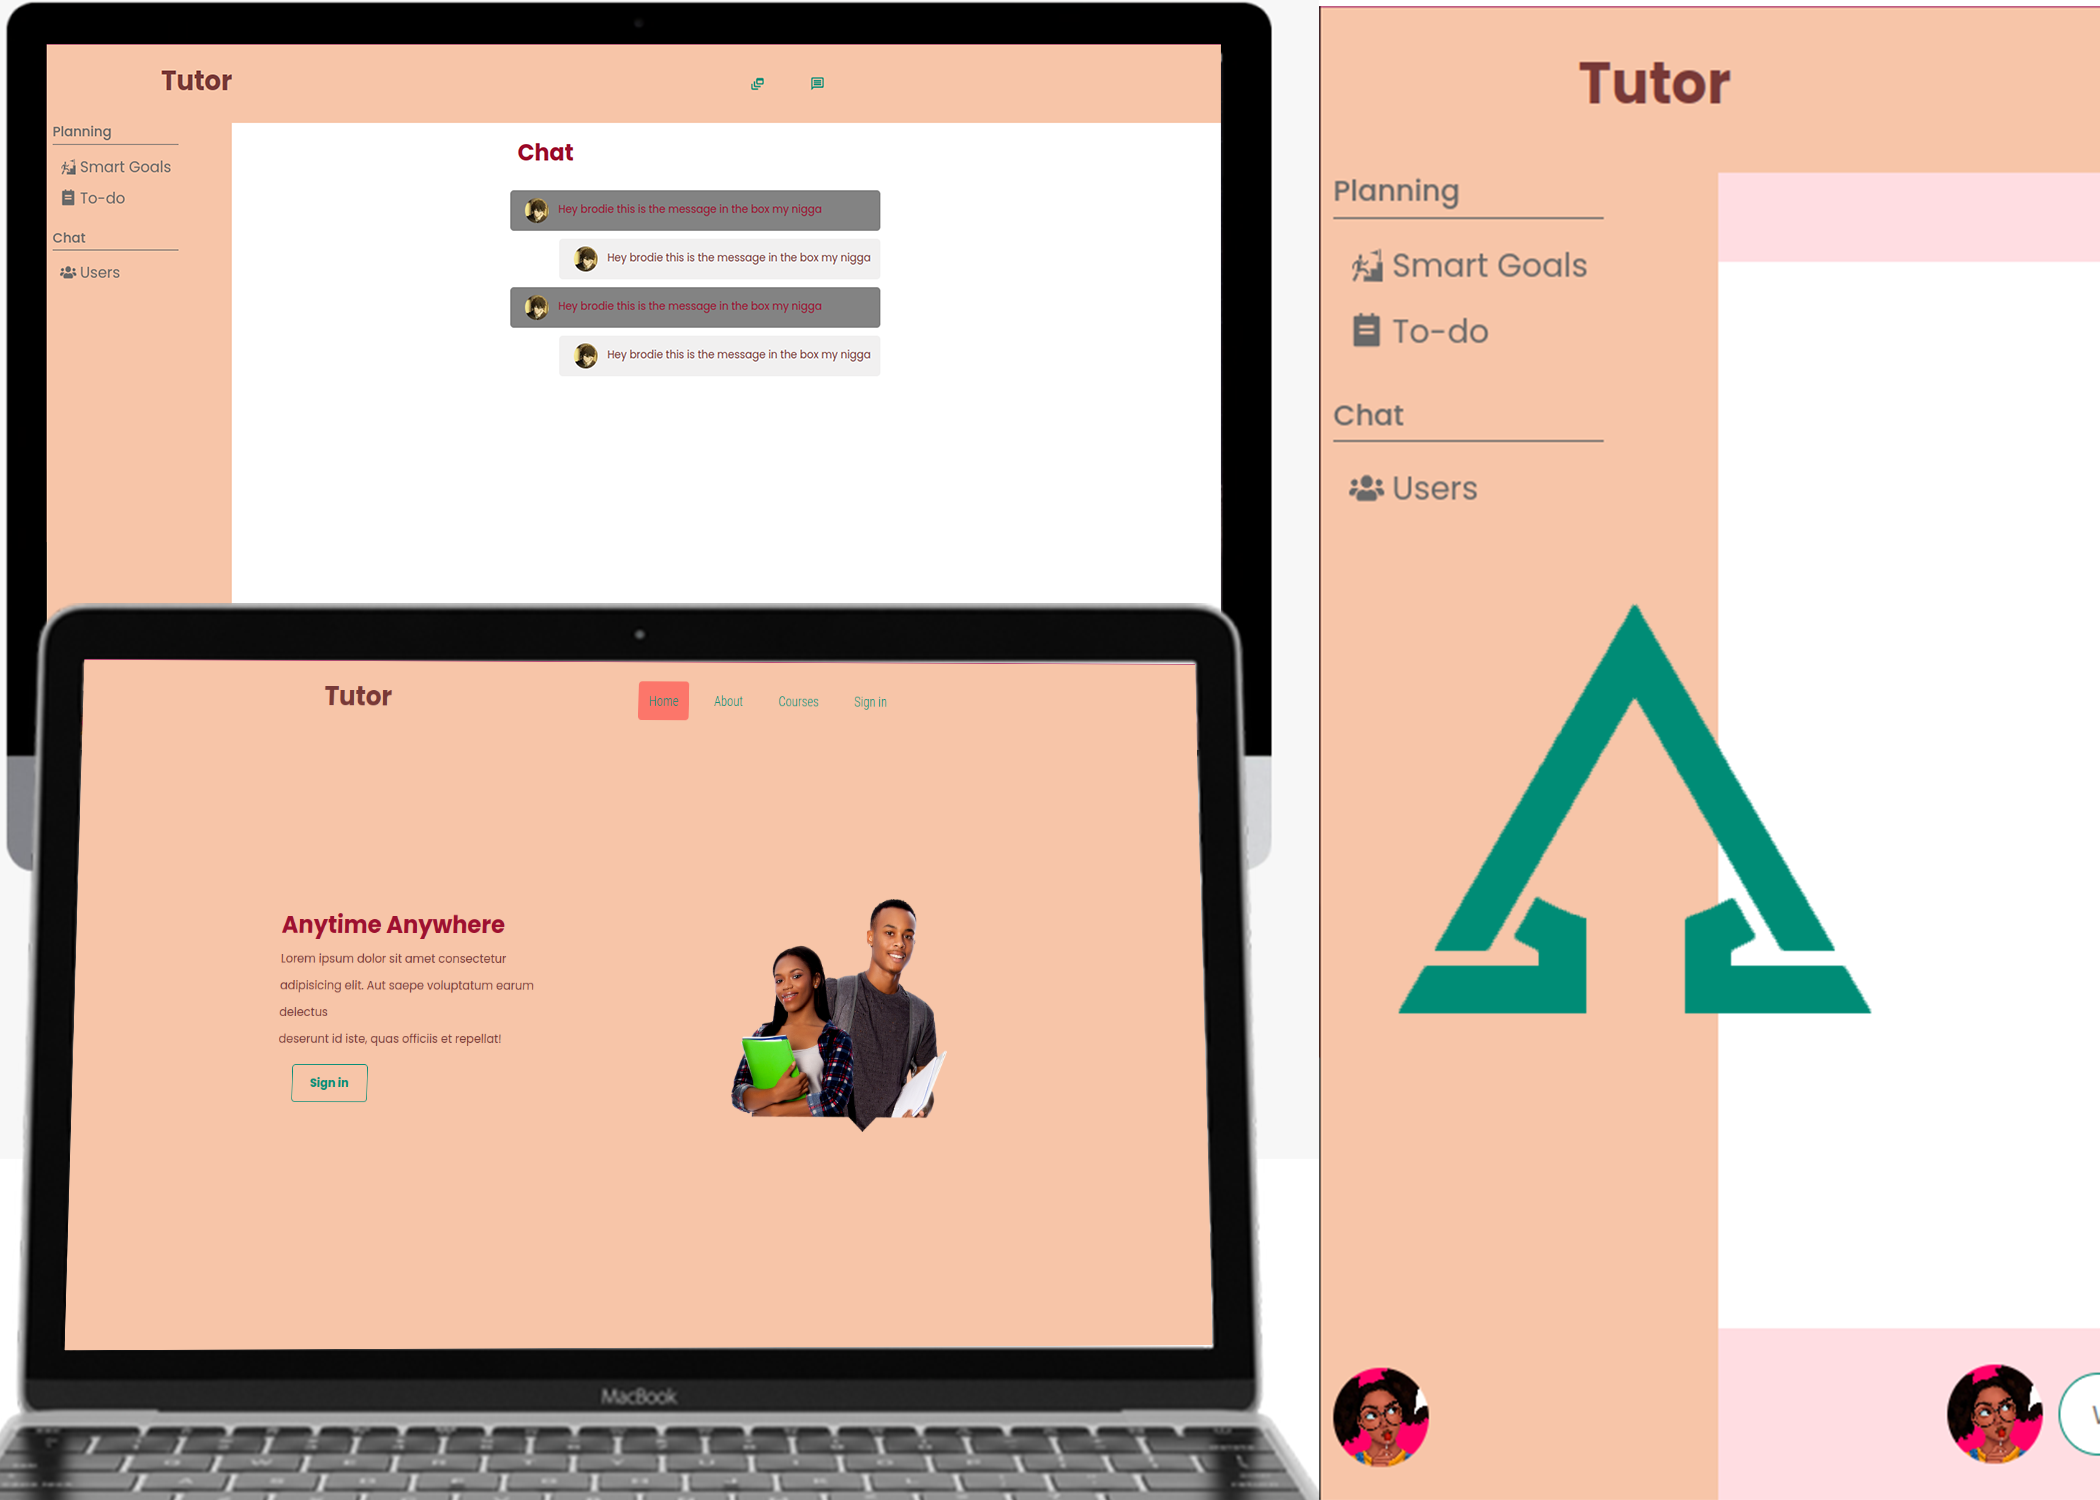 Tutor
Planning
Smart Goals
To-do
Chat
Users
Chat
Hey brodie this is the message in the box my nigga
Hey brodie this is the message in the box my nigga
Hey brodie this is the message in the box my nigga
Hey brodie this is the message in the box my nigga
Tutor
Home About Courses Sign in
Anytime Anywhere
Lorem ipsum dolor sit amet consectetur
adipisicing elit. Aut saepe voluptatum earum
delectus
deserunt id iste, quas officiis et repellat!
Sign in
MacBook
Tutor
Planning
Smart Goals
To-do
Chat
Users